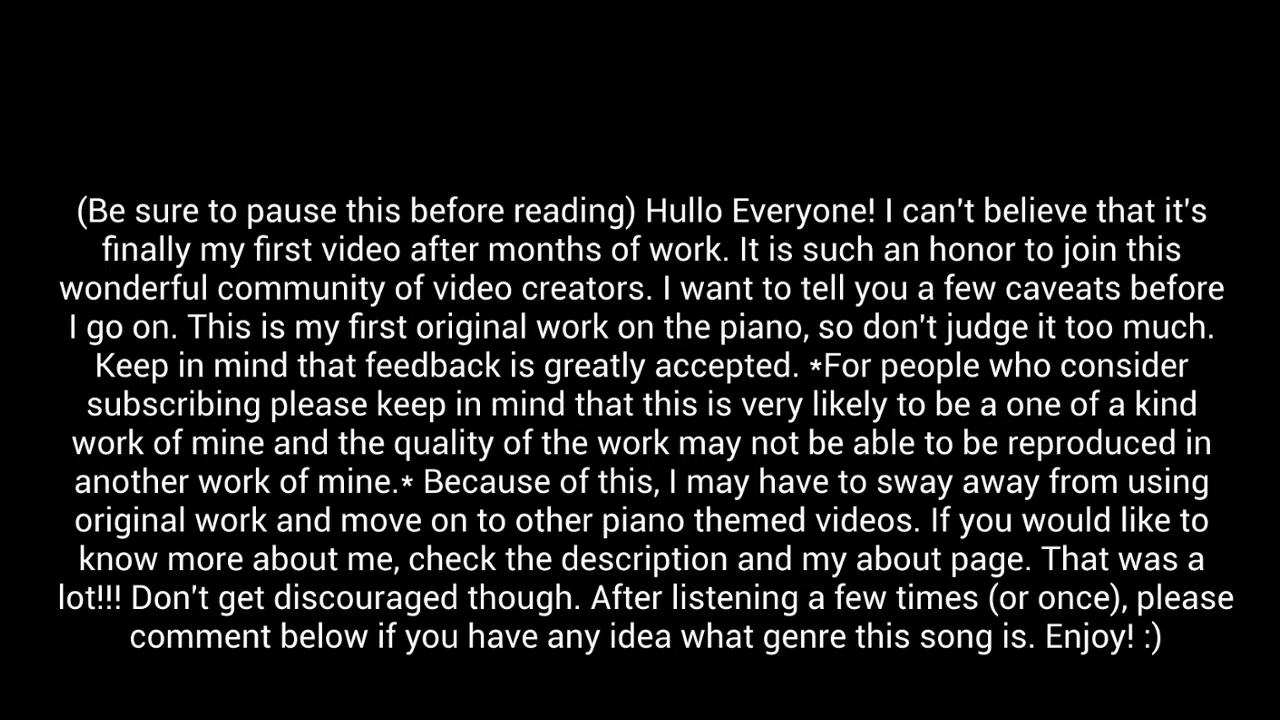 (Be sure to pause this before reading) Hullo Everyone! I can't believe that it's
finally my first video after months of work. It is such an honor to join this
wonderful community of video creators. I want to tell you a few caveats before
I go on. This is my first original work on the piano, so don't judge it too much.
Keep in mind that feedback is greatly accepted. *For people who consider
subscribing please keep in mind that this is very likely to be a one of a kind
work of mine and the quality of the work may not be able to be reproduced in
another work of mine.* Because of this, I may have to sway away from using
original work and move on to other piano themed videos. If you would like to
know more about me, check the description and my about page. That was a
lot!!! Don't get discouraged though. After listening a few times (or once), please
comment below if you have any idea what genre this song is. Enjoy! :)